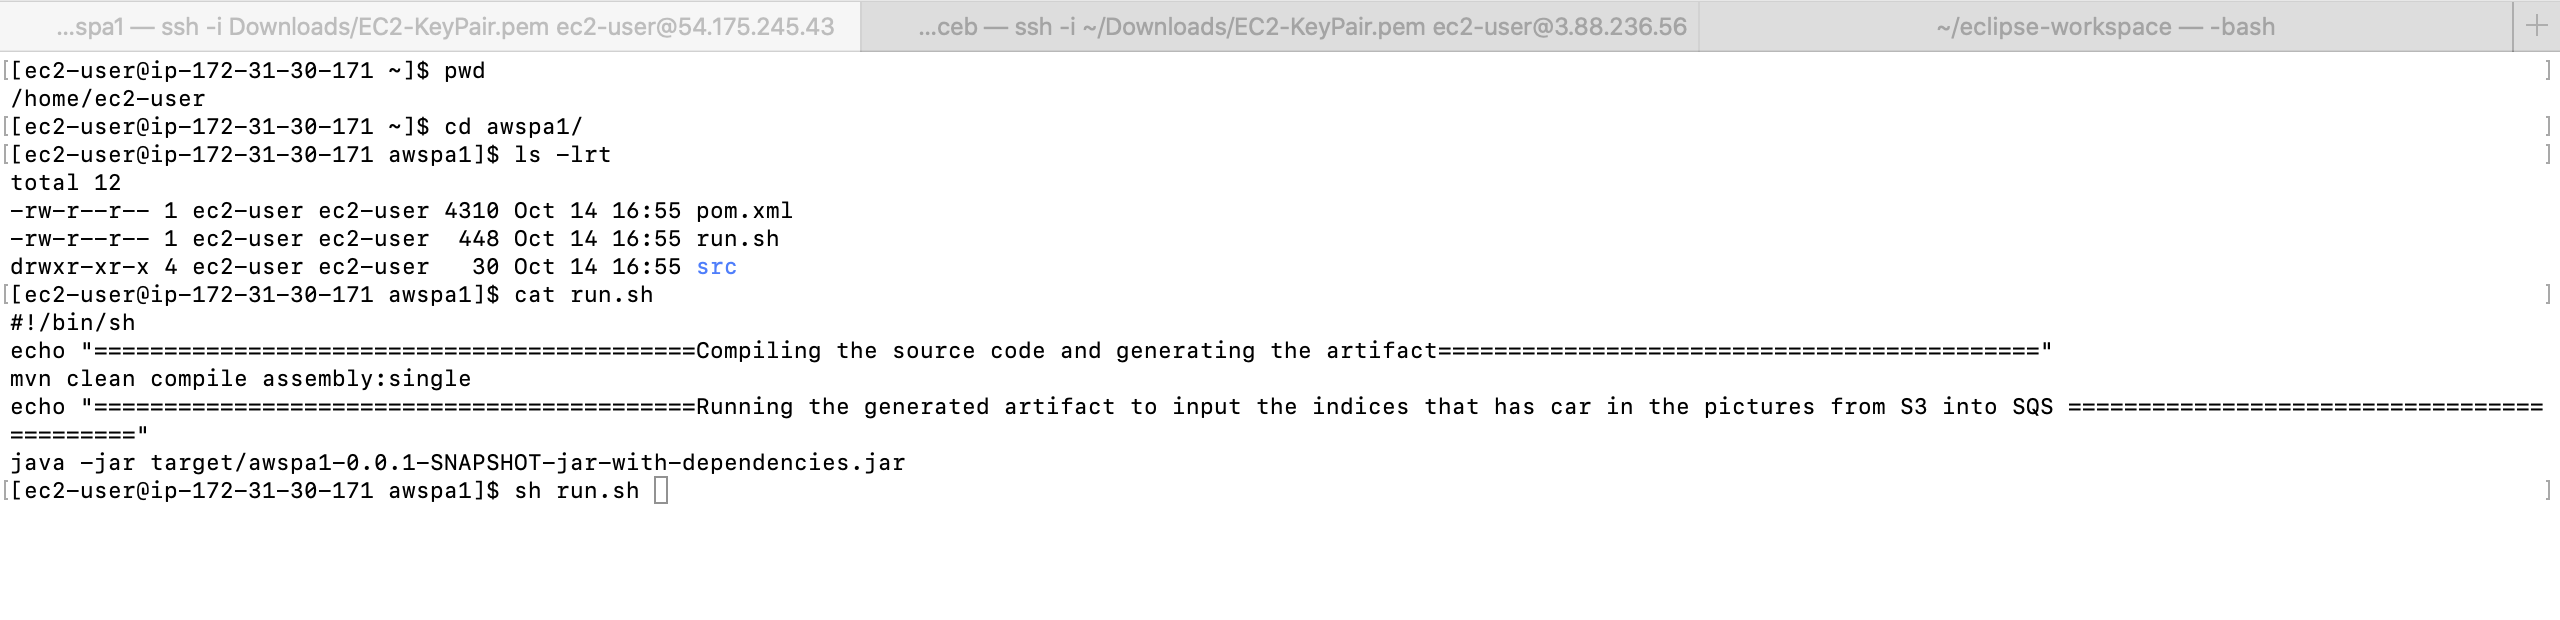 ...spa1 — ssh -i Downloads/EC2-KeyPair.pem ec2-user@54.175.245.43
...ceb — ssh -i ~/Downloads/EC2-KeyPair.pem ec2-user@3.88.236.56
~/eclipse-workspace — -bash
+
[[ec2-user@ip-172-31-30-171 ~]$ pwd ]
/home/ec2-user
[[ec2-user@ip-172-31-30-171 ~]$ cd awspa1/ ]
[[ec2-user@ip-172-31-30-171 awspa1]$ ls -lrt ]
total 12
-rw-r--r-- 1 ec2-user ec2-user 4310 Oct 14 16:55 pom.xml
-rw-r--r-- 1 ec2-user ec2-user  448 Oct 14 16:55 run.sh
drwxr-xr-x 4 ec2-user ec2-user   30 Oct 14 16:55 src
[[ec2-user@ip-172-31-30-171 awspa1]$ cat run.sh ]
#!/bin/sh
echo "===========================================Compiling the source code and generating the artifact==========================================="
mvn clean compile assembly:single
echo "===========================================Running the generated artifact to input the indices that has car in the pictures from S3 into SQS ==================================
========="
java -jar target/awspa1-0.0.1-SNAPSHOT-jar-with-dependencies.jar
[[ec2-user@ip-172-31-30-171 awspa1]$ sh run.sh ]